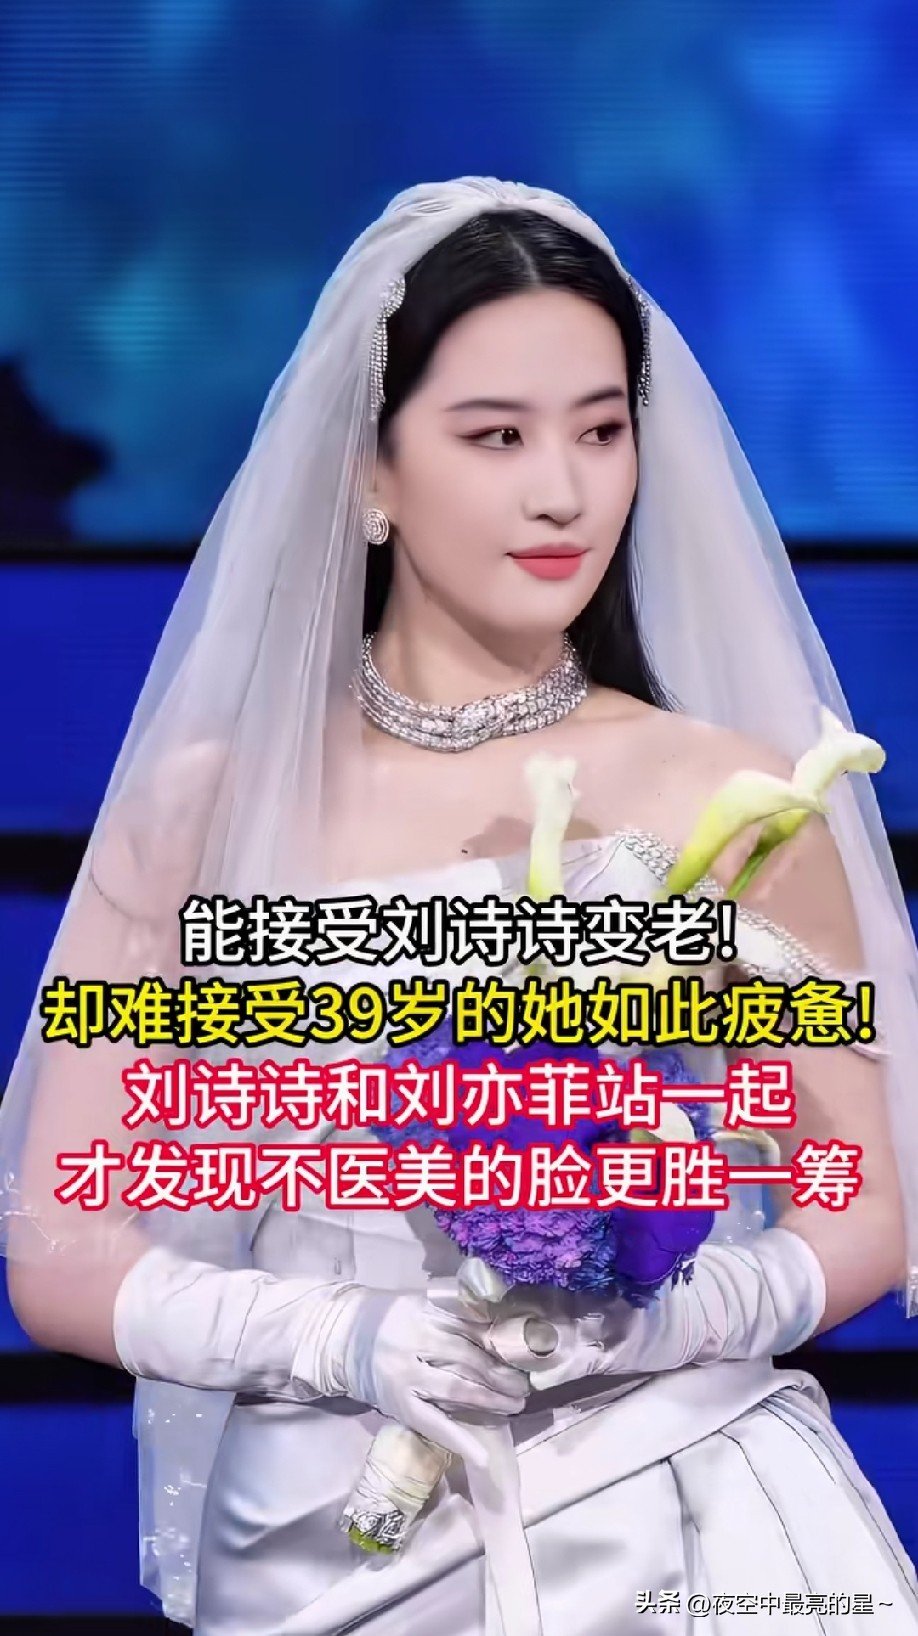 能接受刘诗诗变老!
却难接受39岁的她如此疲惫!
刘诗诗和刘亦菲站一起
才发现不医美的脸更胜一筹
头条 @夜空中最亮的星~